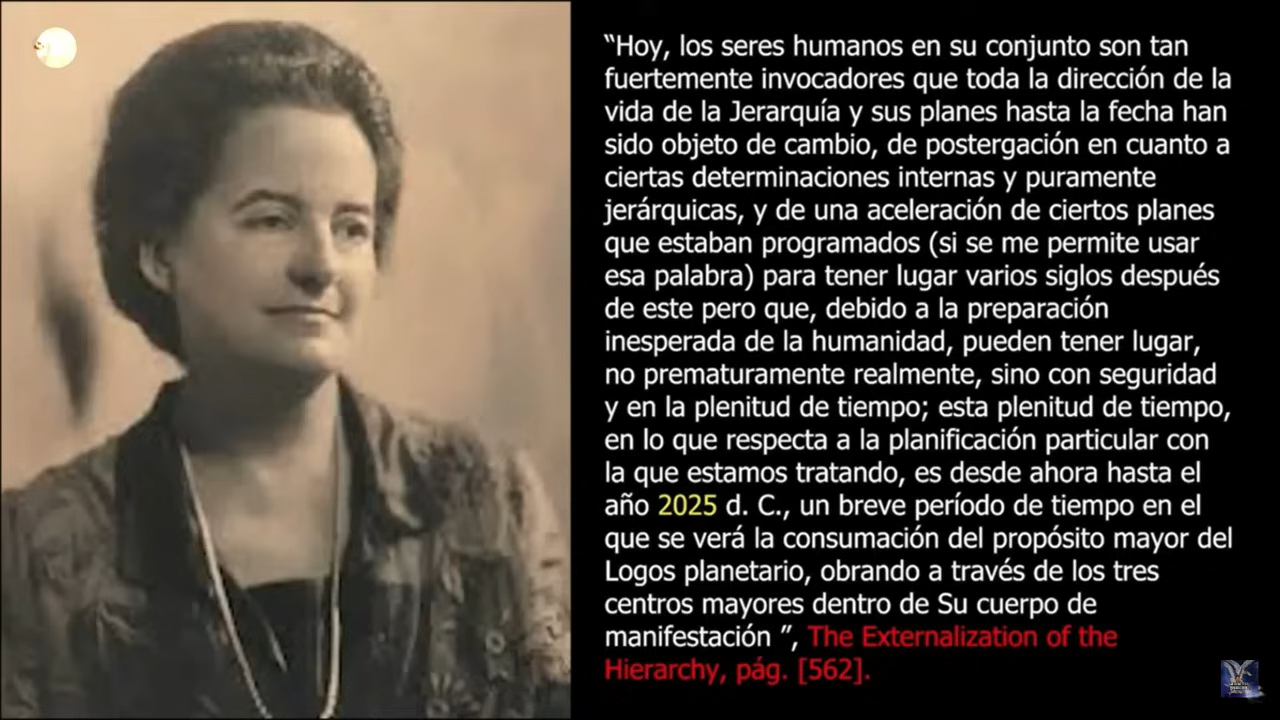 “Hoy, los seres humanos en su conjunto son tan
fuertemente invocadores que toda la dirección de la
vida de la Jerarquía y sus planes hasta la fecha han
sido objeto de cambio, de postergación en cuanto a
ciertas determinaciones internas y puramente
jerárquicas, y de una aceleración de ciertos planes
que estaban programados (si se me permite usar
esa palabra) para tener lugar varios siglos después
de este pero que, debido a la preparación
inesperada de la humanidad, pueden tener lugar,
no prematuramente realmente, sino con seguridad
y en la plenitud de tiempo; esta plenitud de tiempo,
en lo que respecta a la planificación particular con
la que estamos tratando, es desde ahora hasta el
año 2025 d. C., un breve período de tiempo en el
que se verá la consumación del propósito mayor del
Logos planetario, obrando a través de los tres
centros mayores dentro de Su cuerpo de
manifestación ”, The Externalization of the
Hierarchy, pág. [562].